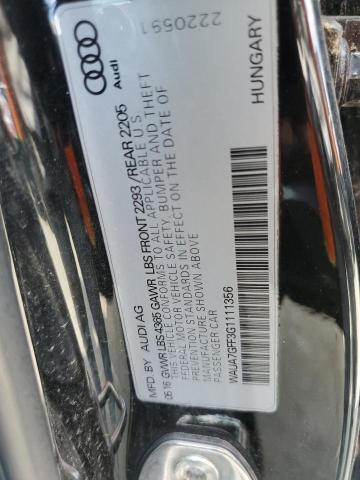 Audi
2220591
HUNGARY
MFD. BY AUDI AG
06 16 GVWR LBS 4365 GAWR LBS FRONT 2293 / REAR 2205
THIS VEHICLE CONFORMS TO ALL APPLICABLE U S
FEDERAL MOTOR VEHICLE SAFETY, BUMPER AND THEFT
PREVENTION STANDARDS IN EFFECT ON THE DATE OF
MANUFACTURE SHOWN ABOVE
PASSENGER CAR
WAUA7GFF3G1111356